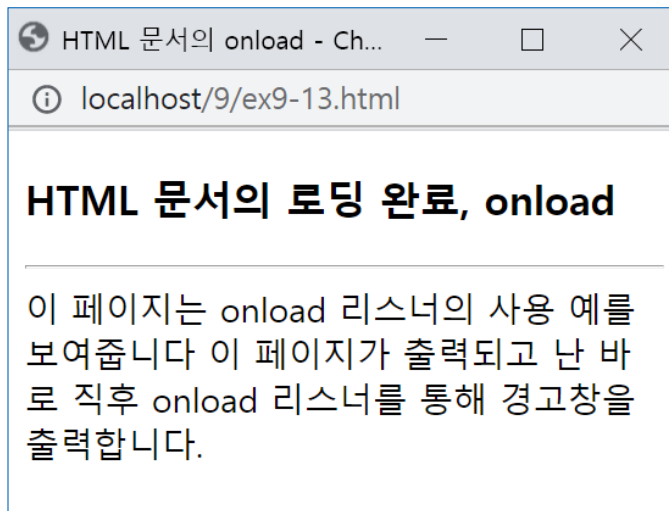 HTML 문서의 onload - Ch...
localhost/9/ex9-13.html
HTML 문서의 로딩 완료, onload
이 페이지는 onload 리스너의 사용 예를
보여줍니다 이 페이지가 출력되고 난 바
로 직후 onload 리스너를 통해 경고창을
출력합니다.